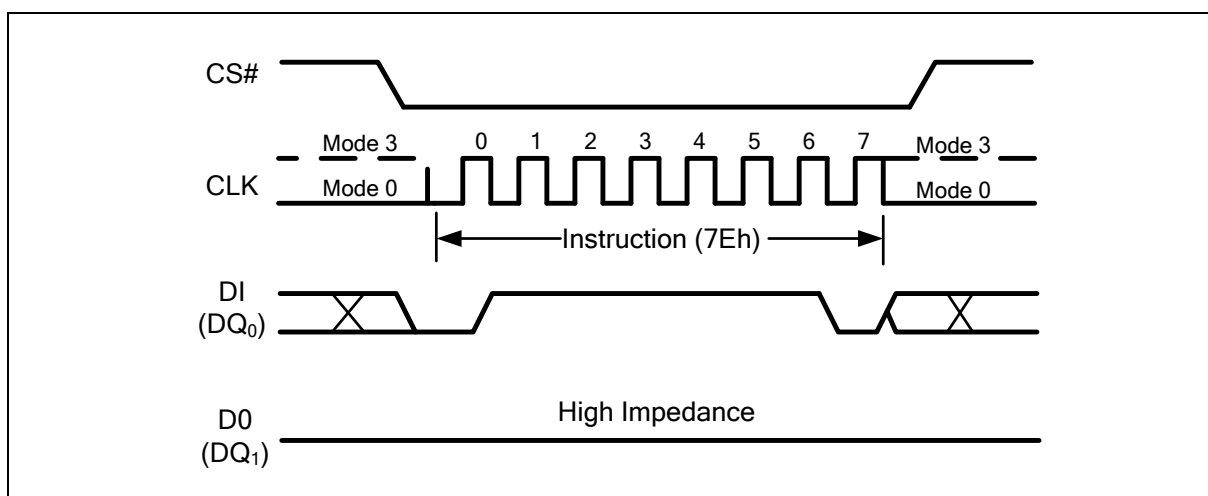 CS#
Mode 3 0 1 2 3 4 5 6 7 Mode 3
CLK
Mode 0 Mode 0
Instruction (7Eh)
DI
(DQ₀)
High Impedance
D0
(DQ₁)